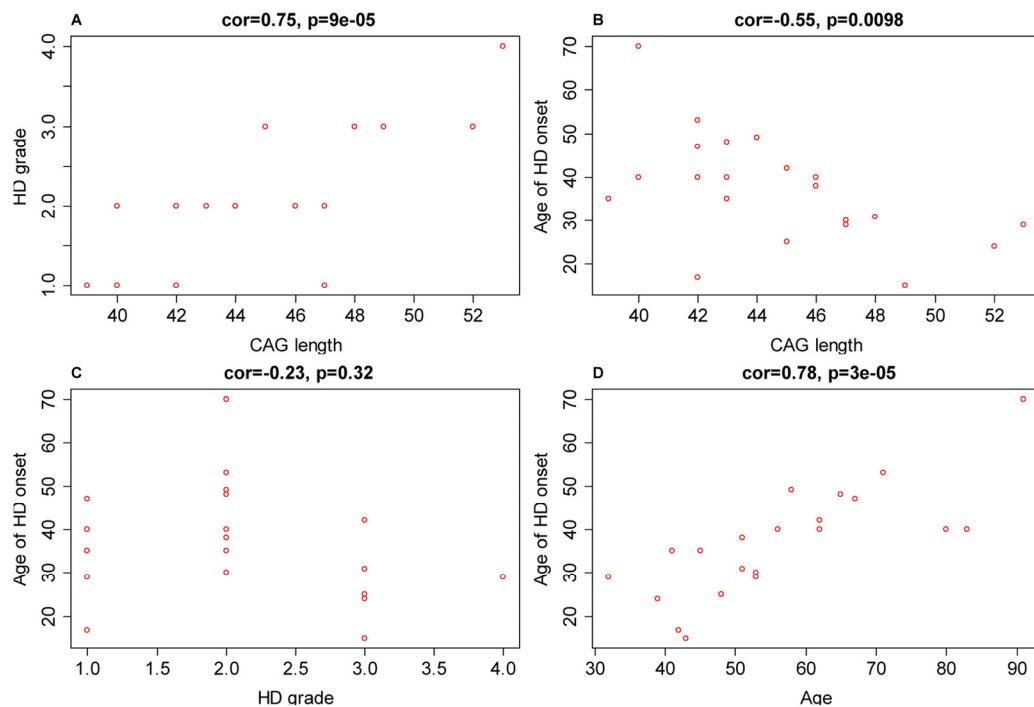 A
cor=0.75, p=9e-05
HD grade
4.0
3.0
2.0
1.0
40 42 44 46 48 50 52
CAG length
B
cor=-0.55, p=0.0098
Age of HD onset
70
60
50
40
30
20
40 42 44 46 48 50 52
CAG length
C
cor=-0.23, p=0.32
Age of HD onset
70
60
50
40
30
20
1.0 1.5 2.0 2.5 3.0 3.5 4.0
HD grade
D
cor=0.78, p=3e-05
Age of HD onset
70
60
50
40
30
20
30 40 50 60 70 80 90
Age